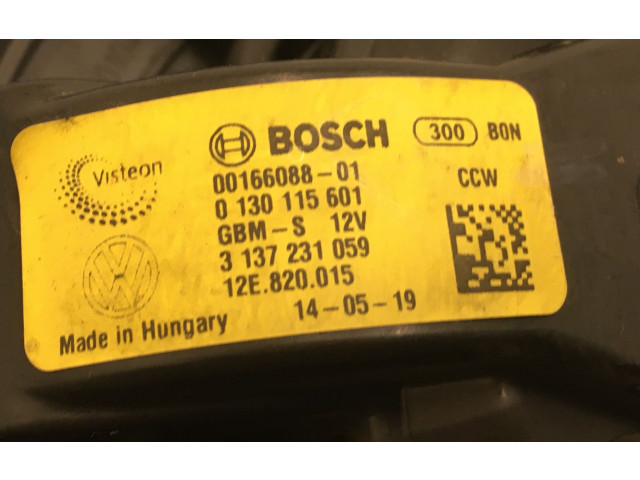 BOSCH 300 B0N
Visteon
00166088-01 CCW
0 130 115 601
GBM-S 12V
3 137 231 059
12E.820.015
14-05-19
Made in Hungary